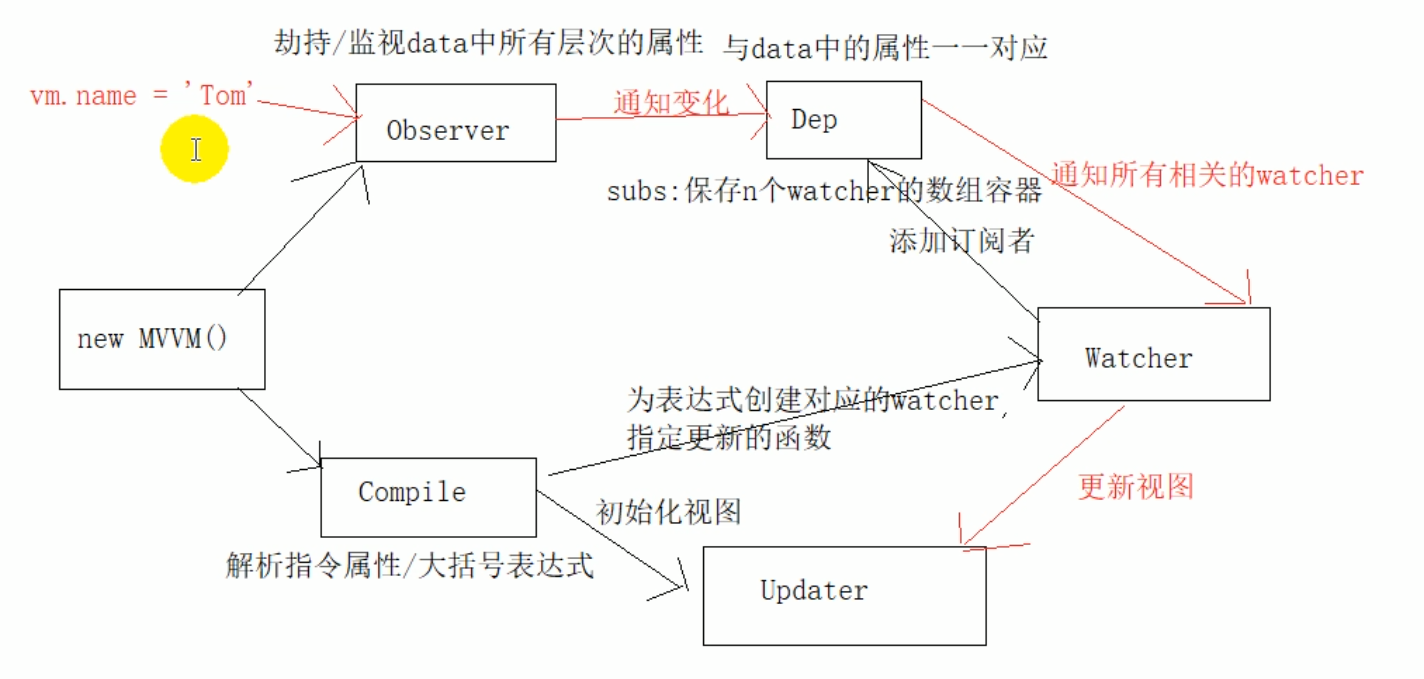 劫持/监视data中所有层次的属性
与data中的属性一一对应
vm.name = 'Tom'
Observer
通知变化
Dep
subs:保存n个watcher的数组容器
通知所有相关的watcher
添加订阅者
new MVVM()
Watcher
为表达式创建对应的watcher,
指定更新的函数
Compile
初始化视图
更新视图
解析指令属性/大括号表达式
Updater